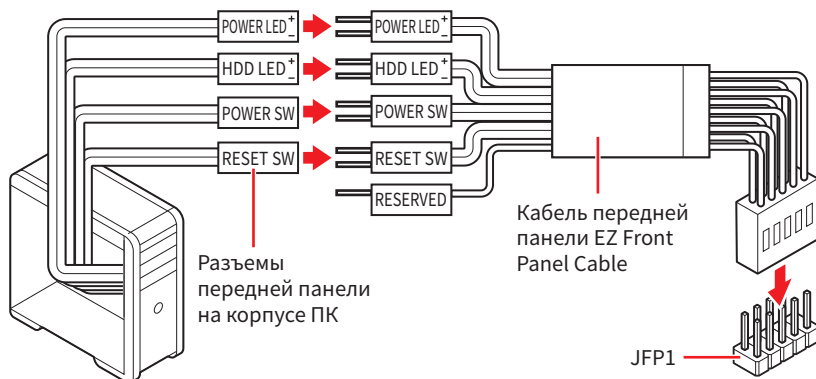 POWER LED + −
POWER LED + −
HDD LED + −
HDD LED + −
POWER SW
POWER SW
RESET SW
RESET SW
RESERVED
Кабель передней
панели EZ Front
Panel Cable
Разъемы
передней панели
на корпусе ПК
JFP1